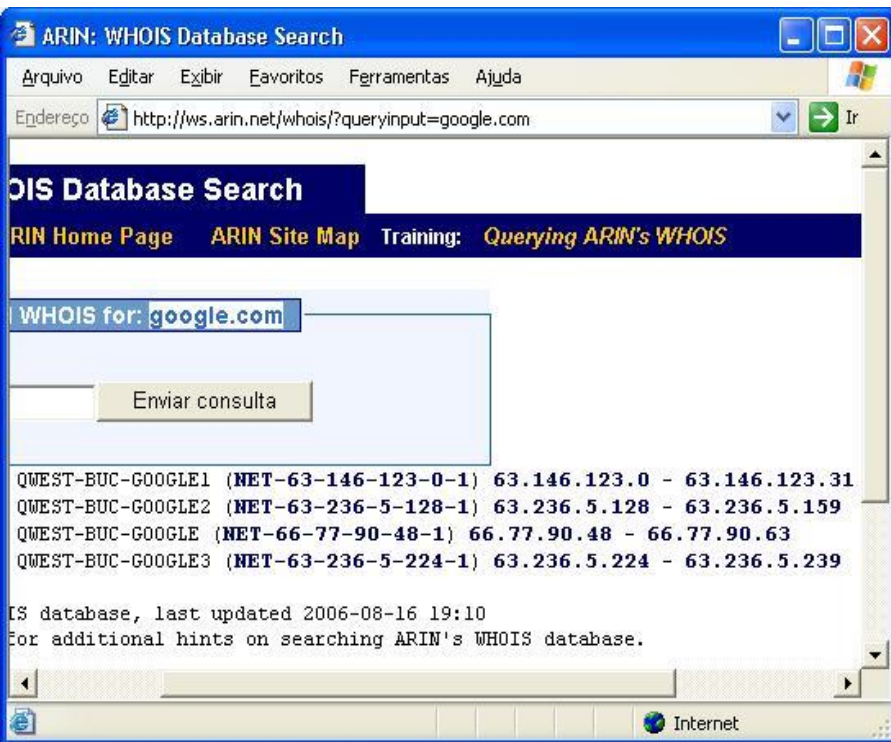 ARIN: WHOIS Database Search
Arquivo Editar Exibir Favoritos Ferramentas Ajuda
Endereço http://ws.arin.net/whois/?queryinput=google.com Ir
OIS Database Search
RIN Home Page ARIN Site Map Training: Querying ARIN's WHOIS
WHOIS for: google.com
Enviar consulta
QWEST-BUC-GOOGLE1 (NET-63-146-123-0-1) 63.146.123.0 - 63.146.123.31
QWEST-BUC-GOOGLE2 (NET-63-236-5-128-1) 63.236.5.128 - 63.236.5.159
QWEST-BUC-GOOGLE (NET-66-77-90-48-1) 66.77.90.48 - 66.77.90.63
QWEST-BUC-GOOGLE3 (NET-63-236-5-224-1) 63.236.5.224 - 63.236.5.239
IS database, last updated 2006-08-16 19:10
for additional hints on searching ARIN's WHOIS database.
Internet